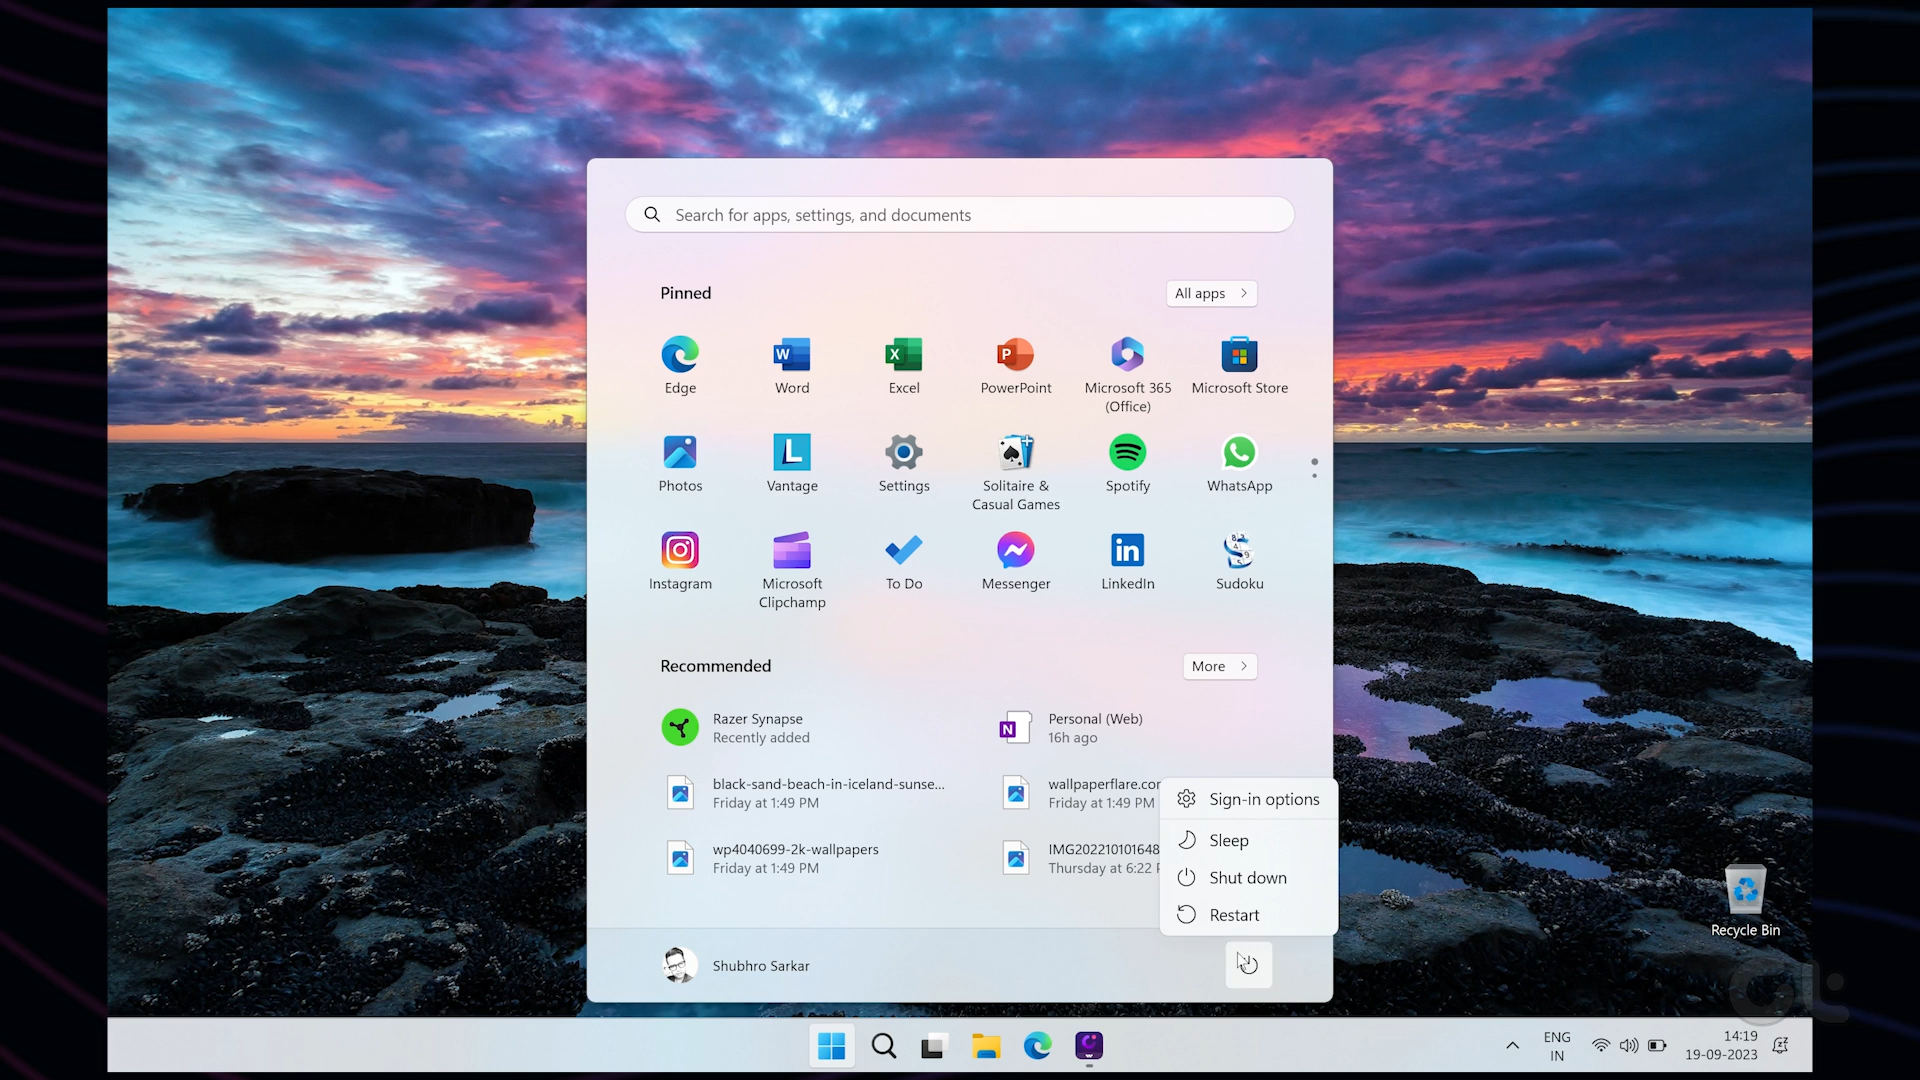 Search for apps, settings, and documents
Pinned
All apps
Edge
Word
Excel
PowerPoint
Microsoft 365
(Office)
Microsoft Store
Photos
Vantage
Settings
Solitaire &
Casual Games
Spotify
WhatsApp
Instagram
Microsoft
Clipchamp
To Do
Messenger
LinkedIn
Sudoku
Recommended
More
Razer Synapse
Recently added
Personal (Web)
16h ago
black-sand-beach-in-iceland-sunse...
Friday at 1:49 PM
wallpaperflare.co
Friday at 1:49 PM
wp4040699-2k-wallpapers
Friday at 1:49 PM
IMG202210101648
Thursday at 6:22
Sign-in options
Sleep
Shut down
Restart
Shubhro Sarkar
Recycle Bin
ENG
IN
14:19
19-09-2023